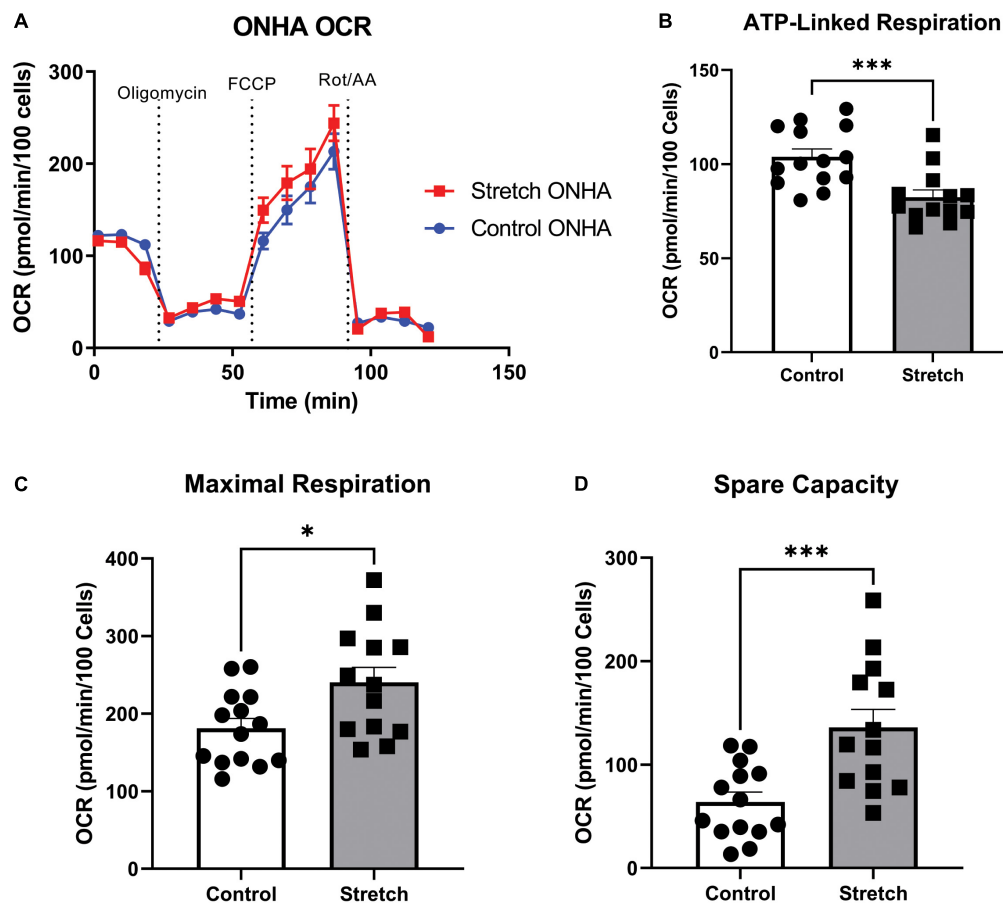 A
ONHA OCR
OCR (pmol/min/100 cells)
300
200
100
0
Oligomycin
FCCP
Rot/AA
Stretch ONHA
Control ONHA
0
50
100
150
Time (min)
B
ATP-Linked Respiration
OCR (pmol/min/100 Cells)
150
100
50
0
***
Control
Stretch
C
Maximal Respiration
OCR (pmol/min/100 Cells)
400
300
200
100
0
*
Control
Stretch
D
Spare Capacity
OCR (pmol/min/100 Cells)
300
200
100
0
***
Control
Stretch